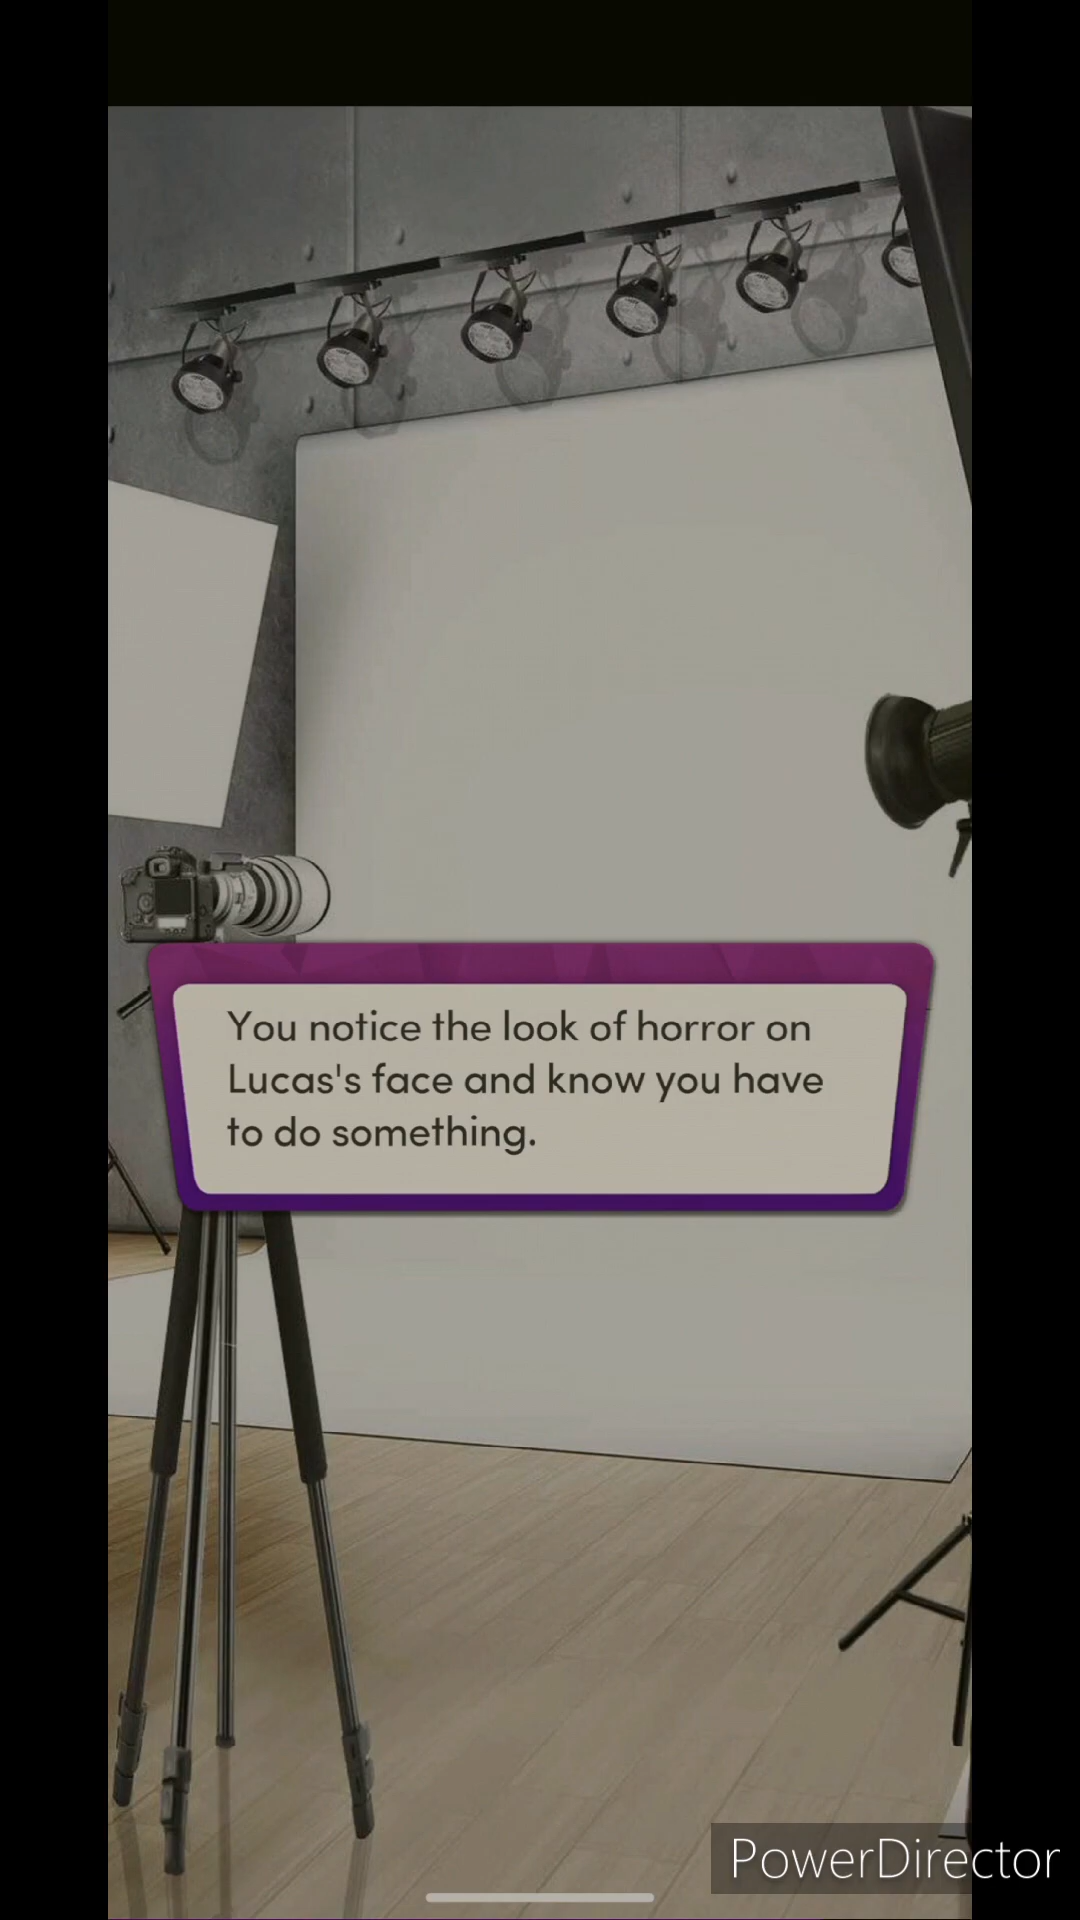 You notice the look of horror on
Lucas's face and know you have
to do something.
PowerDirector